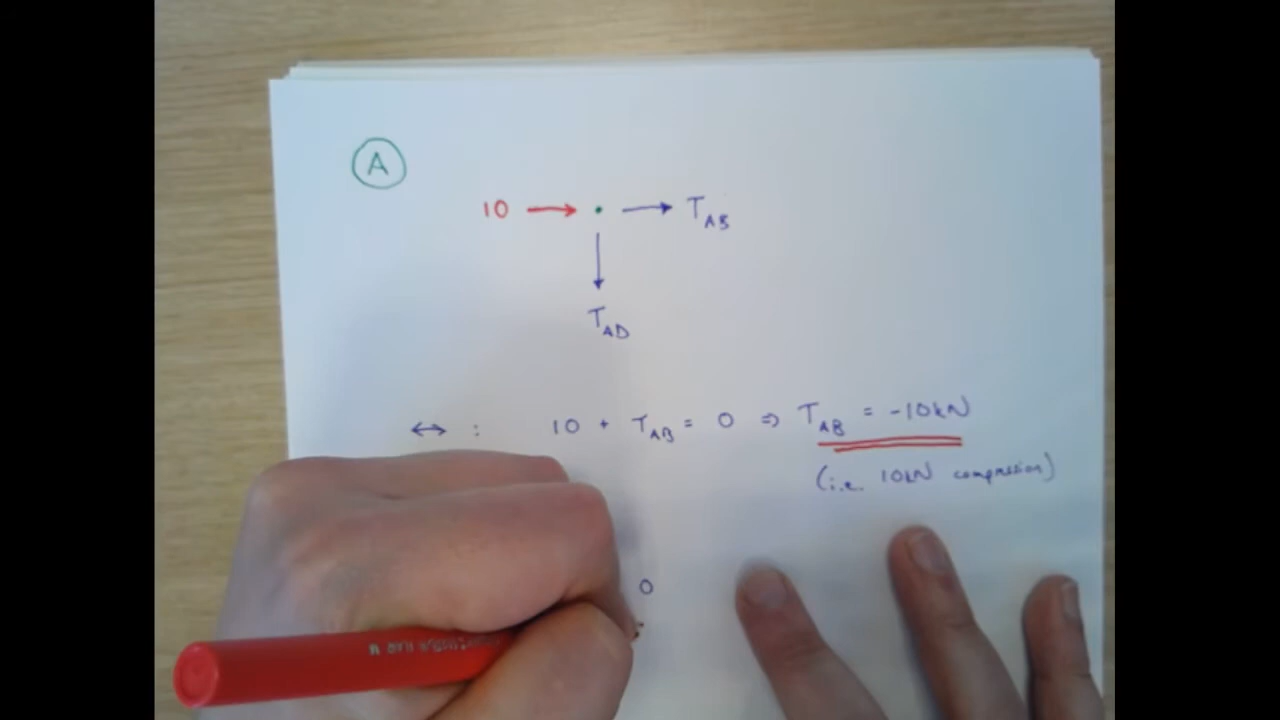 A
10 → · → T_AB
T_AD
↔ : 10 + T_AB = 0 ⇒ T_AB = -10kN
(i.e. 10kN compression)
0